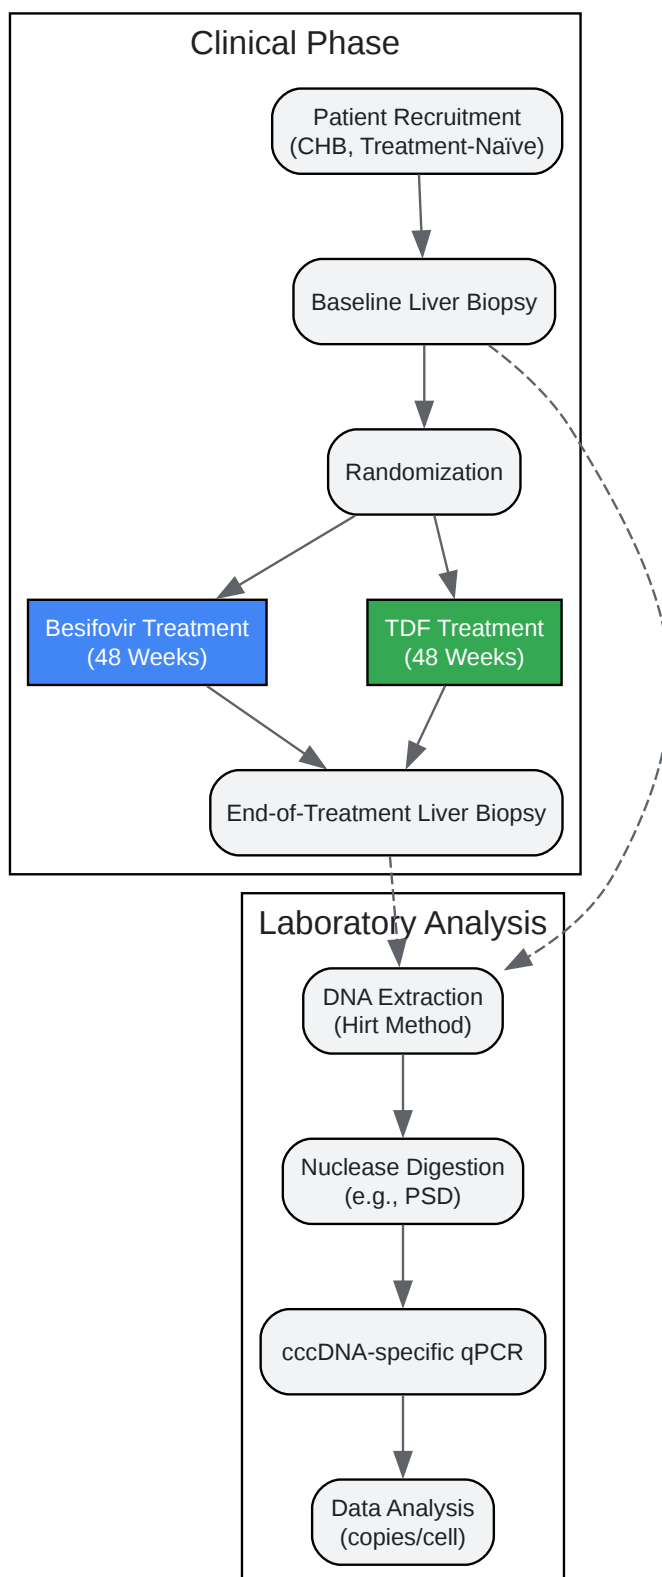 Clinical Phase
Patient Recruitment
(CHB, Treatment-Naïve)
Baseline Liver Biopsy
Randomization
Besifovir Treatment
(48 Weeks)
TDF Treatment
(48 Weeks)
End-of-Treatment Liver Biopsy
Laboratory Analysis
DNA Extraction
(Hirt Method)
Nuclease Digestion
(e.g., PSD)
cccDNA-specific qPCR
Data Analysis
(copies/cell)